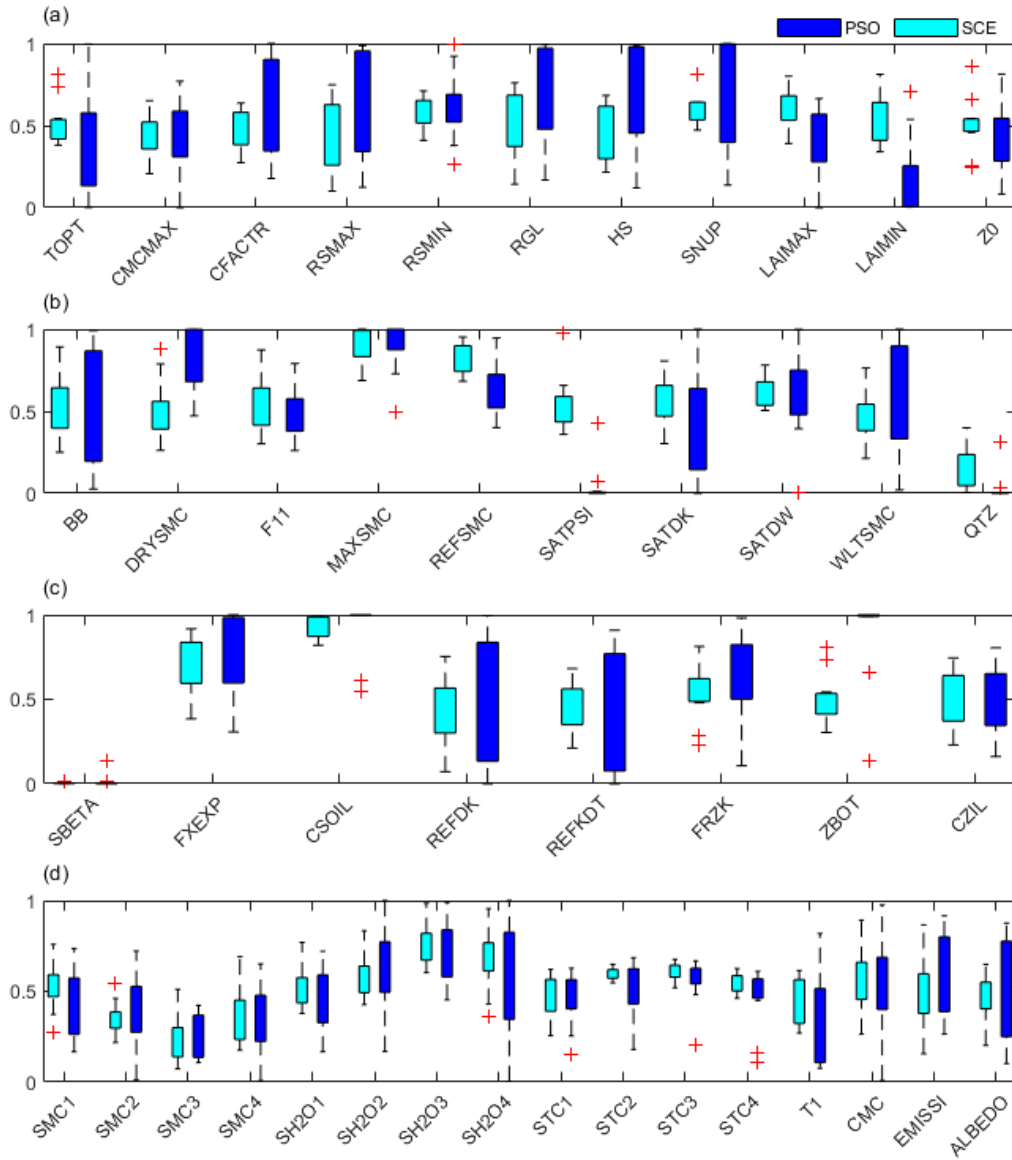 (a)
PSO SCE
1
0.5
0
TOPT CMCMAX CFACTR RSMAX RSMIN RGL HS SNUP LAIMAX LAIMIN Z0
(b)
1
0.5
0
BB DRYSMC F11 MAXSMC REFSMC SATPSI SATDK SATDW WLTSMC QTZ
(c)
1
0.5
0
SBETA FXEXP CSOIL REFDK REFKDT FRZK ZBOT CZIL
(d)
1
0.5
0
SMC1 SMC2 SMC3 SMC4 SH2O1 SH2O2 SH2O3 SH2O4 STC1 STC2 STC3 STC4 T1 CMC EMISSI ALBEDO